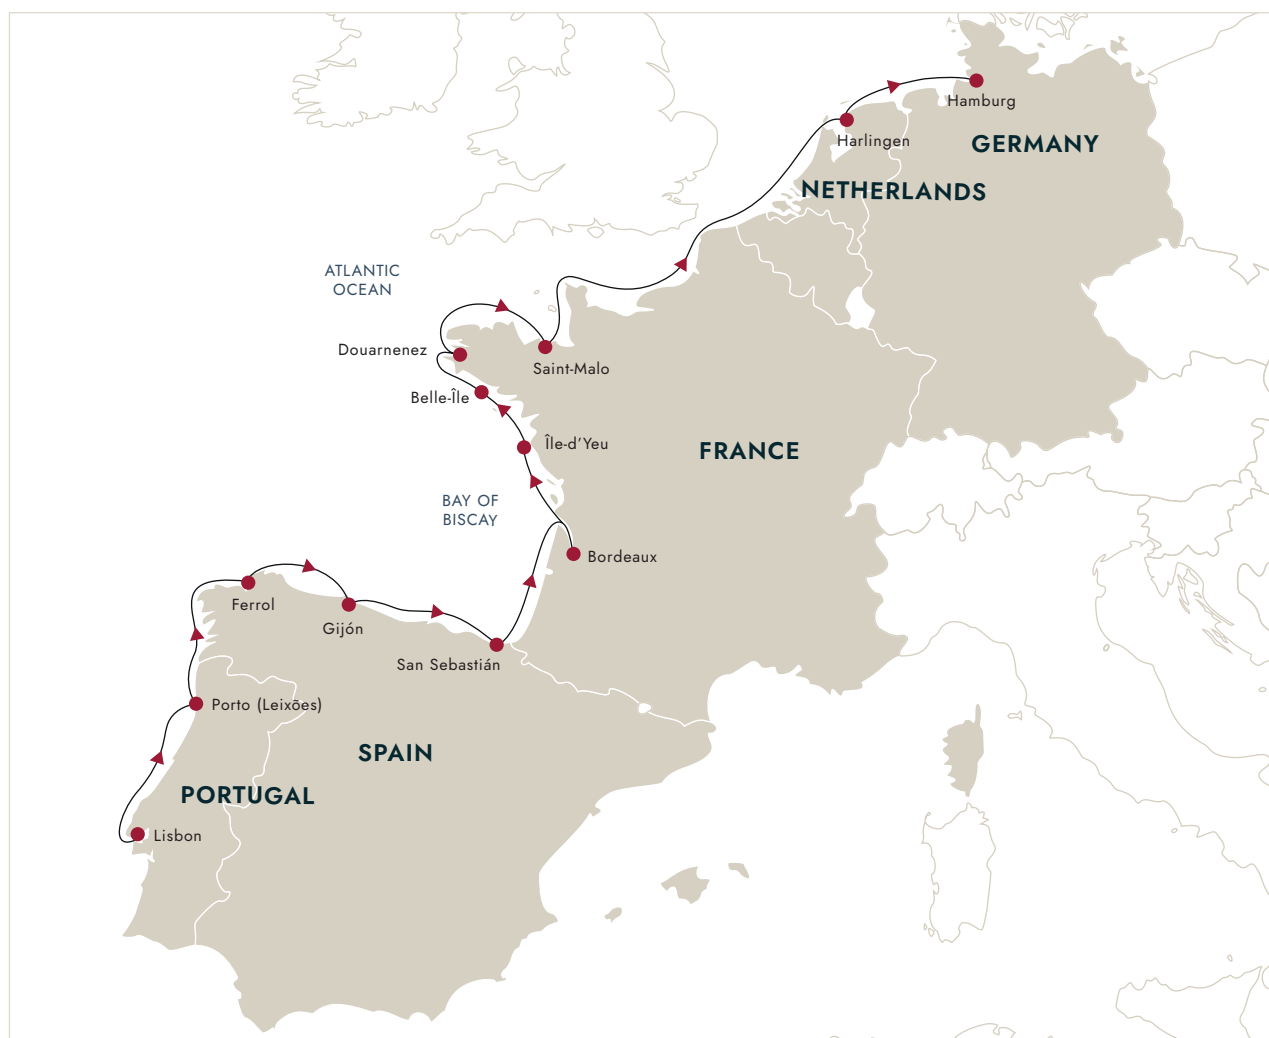 Hamburg
GERMANY
Harlingen
NETHERLANDS
ATLANTIC
OCEAN
Douarnenez
Saint-Malo
Belle-Île
Île-d’Yeu
FRANCE
BAY OF
BISCAY
Bordeaux
Ferrol
Gijón
San Sebastián
Porto (Leixões)
SPAIN
PORTUGAL
Lisbon